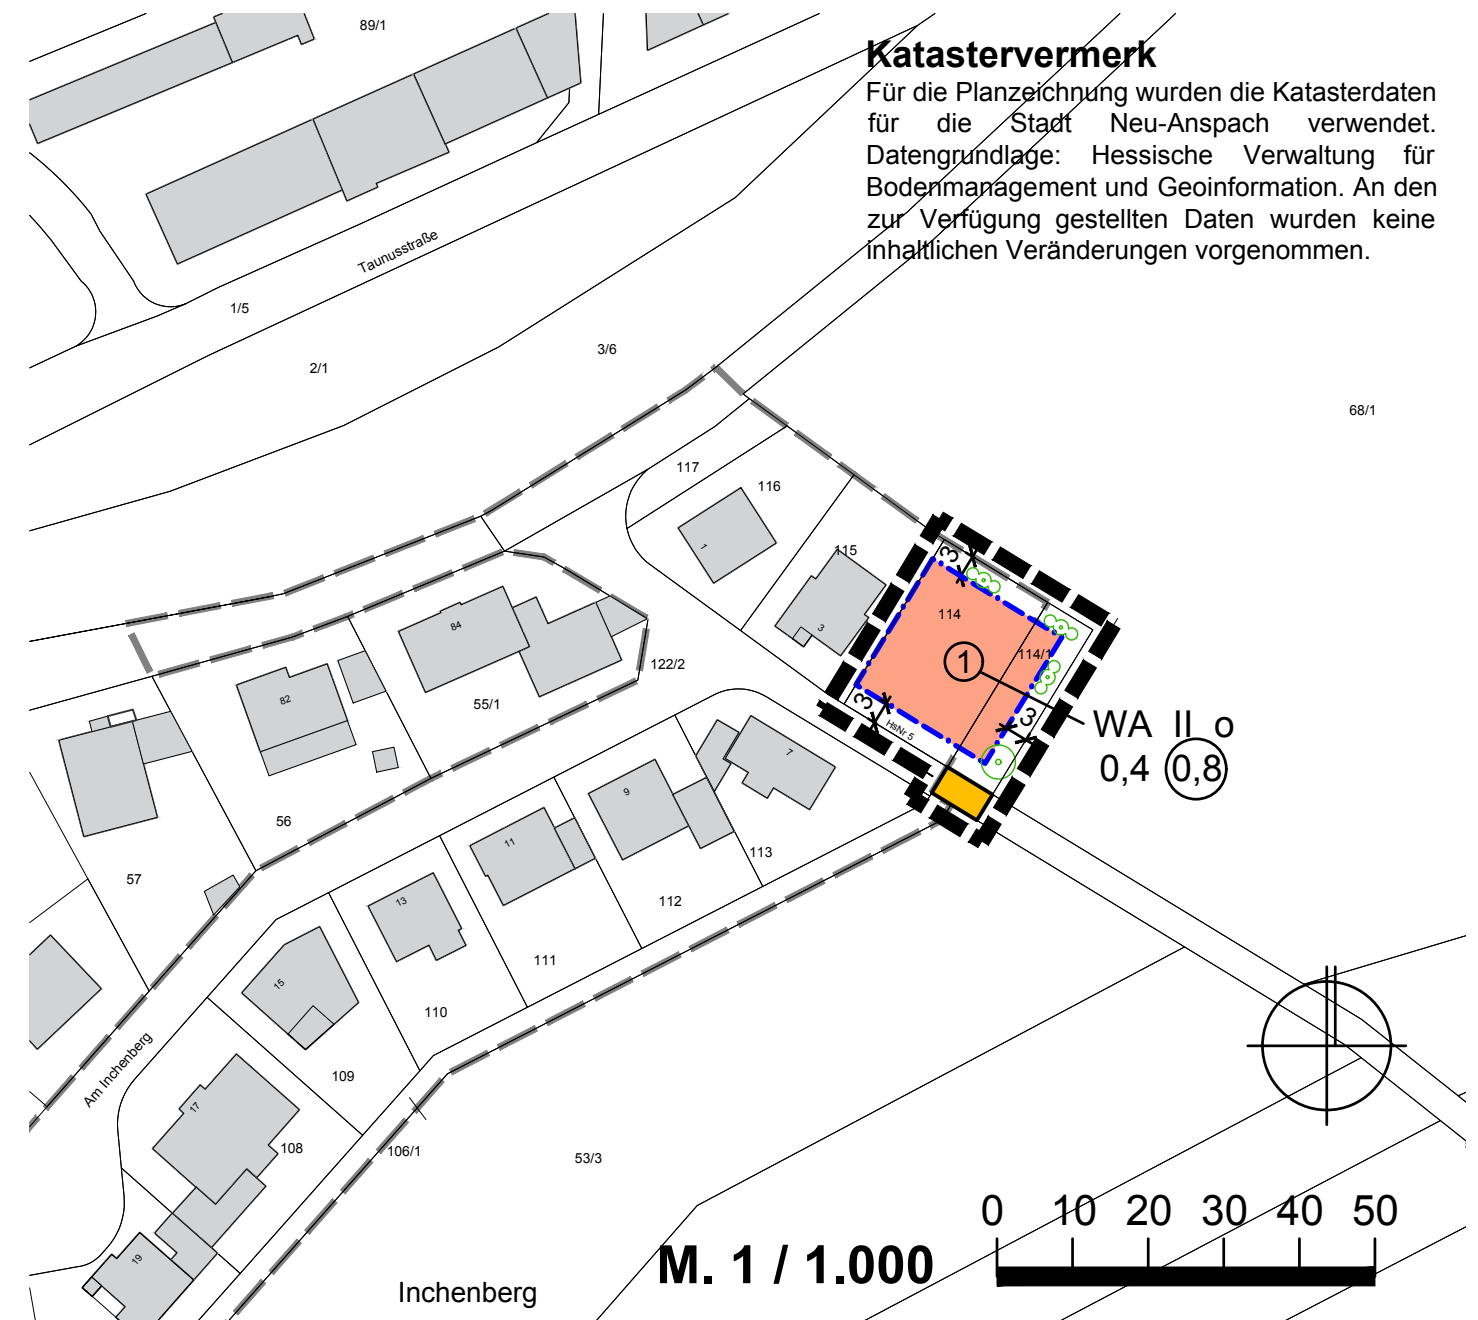 89/1
Katastervermerk
Für die Planzeichnung wurden die Katasterdaten
für die Stadt Neu-Anspach verwendet.
Datengrundlage: Hessische Verwaltung für
Bodenmanagement und Geoinformation. An den
zur Verfügung gestellten Daten wurden keine
inhaltlichen Veränderungen vorgenommen.
Taunusstraße
1/5
2/1
3/6
68/1
117
116
1
115
3
3
114
1
114/1
84
3
122/2
82
55/1
3
3
HsNr 5
WA II o
0,4 0,8
7
9
56
11
113
57
13
112
111
15
110
Am Inchenberg
109
17
108
106/1
53/3
19
0 10 20 30 40 50
M. 1 / 1.000
Inchenberg